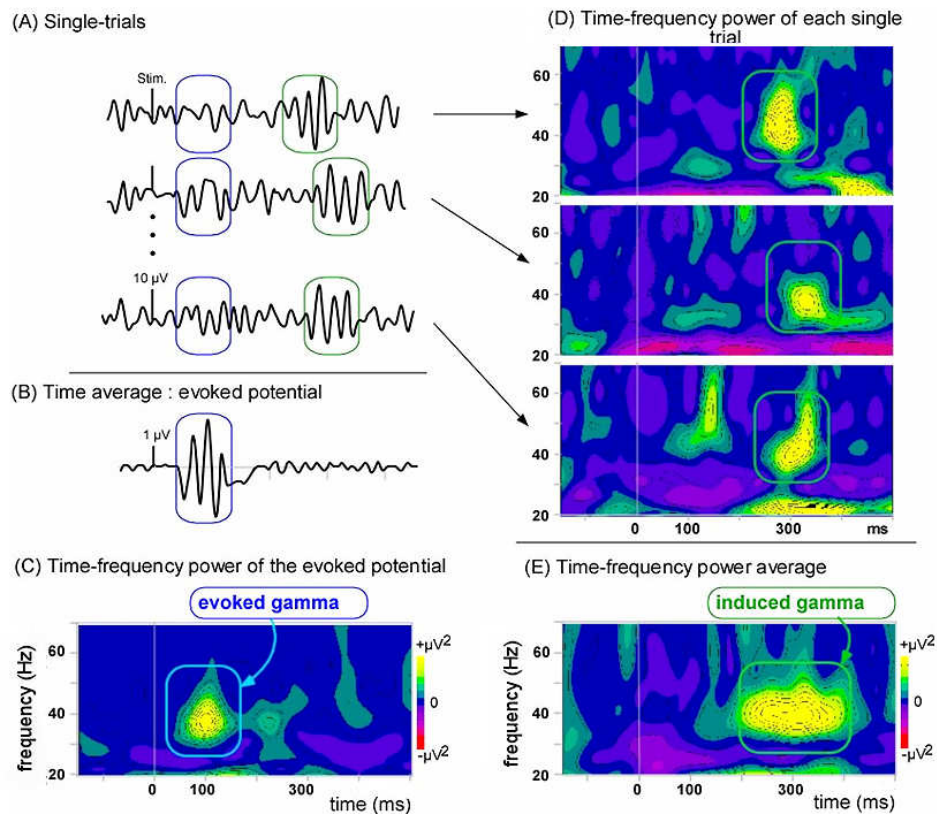 (A) Single-trials
Stim.
10 µV
(B) Time average : evoked potential
1 µV
(C) Time-frequency power of the evoked potential
evoked gamma
frequency (Hz)
60
40
20
0
100
300
time (ms)
+µV²
0
-µV²
(D) Time-frequency power of each single
trial
60
40
20
60
40
20
60
40
20
0
100
300
ms
(E) Time-frequency power average
induced gamma
frequency (Hz)
60
40
20
0
100
300
time (ms)
+µV²
0
-µV²